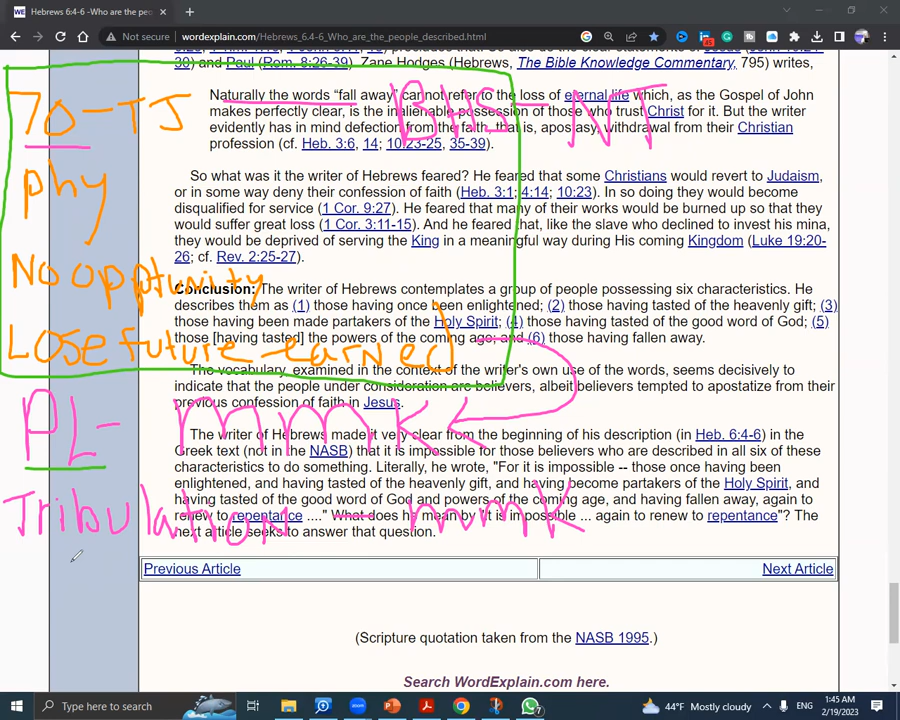 Hebrews 6:4-6 - Who are the peo
Not secure
wordexplain.com/Hebrews_6_4-6_Who_are_the_people_described.html
and Paul (Rom. 8:26-39). Zane Hodges (Hebrews, The Bible Knowledge Commentary, 795) writes,
Naturally the words "fall away" cannot refer to the loss of eternal life which, as the Gospel of John
makes perfectly clear, is the inalienable possession of those who trust Christ for it. But the writer
evidently has in mind defection from the faith, that is, apostasy, withdrawal from their Christian
profession (cf. Heb. 3:6, 14; 10:23-25, 35-39).
So what was it the writer of Hebrews feared? He feared that some Christians would revert to Judaism,
or in some way deny their confession of faith (Heb. 3:1; 4:14; 10:23). In so doing they would become
disqualified for service (1 Cor. 9:27). He feared that many of their works would be burned up so that they
would suffer great loss (1 Cor. 3:11-15). And he feared that, like the slave who declined to invest his mina,
they would be deprived of serving the King in a meaningful way during His coming Kingdom (Luke 19:20-
26; cf. Rev. 2:25-27).
Conclusion: The writer of Hebrews contemplates a group of people possessing six characteristics. He
describes them as (1) those having once been enlightened; (2) those having tasted of the heavenly gift; (3)
those having been made partakers of the Holy Spirit; (4) those having tasted of the good word of God; (5)
those [having tasted] the powers of the coming age; and (6) those having fallen away.
The vocabulary, examined in the context of the writer's own use of the words, seems decisively to
indicate that the people under consideration are believers, albeit believers tempted to apostatize from their
previous confession of faith in Jesus.
The writer of Hebrews made it very clear from the beginning of his description (in Heb. 6:4-6) in the
Greek text (not in the NASB) that it is impossible for those believers who are described in all six of these
characteristics to do something. Literally, he wrote, "For it is impossible -- those once having been
enlightened, and having tasted of the heavenly gift, and having become partakers of the Holy Spirit, and
having tasted of the good word of God and powers of the coming age, and having fallen away, again to
renew to repentance ...." What does he mean by "it is impossible ... again to renew to repentance"? The
next article seeks to answer that question.
Previous Article
Next Article
(Scripture quotation taken from the NASB 1995.)
Search WordExplain.com here.
70-TJ
BHS-NT
phy
No opptunity
Lose future earned
PL- mmk
Tribulation - mmk
Type here to search
44°F Mostly cloudy
1:45 AM
2/19/2023